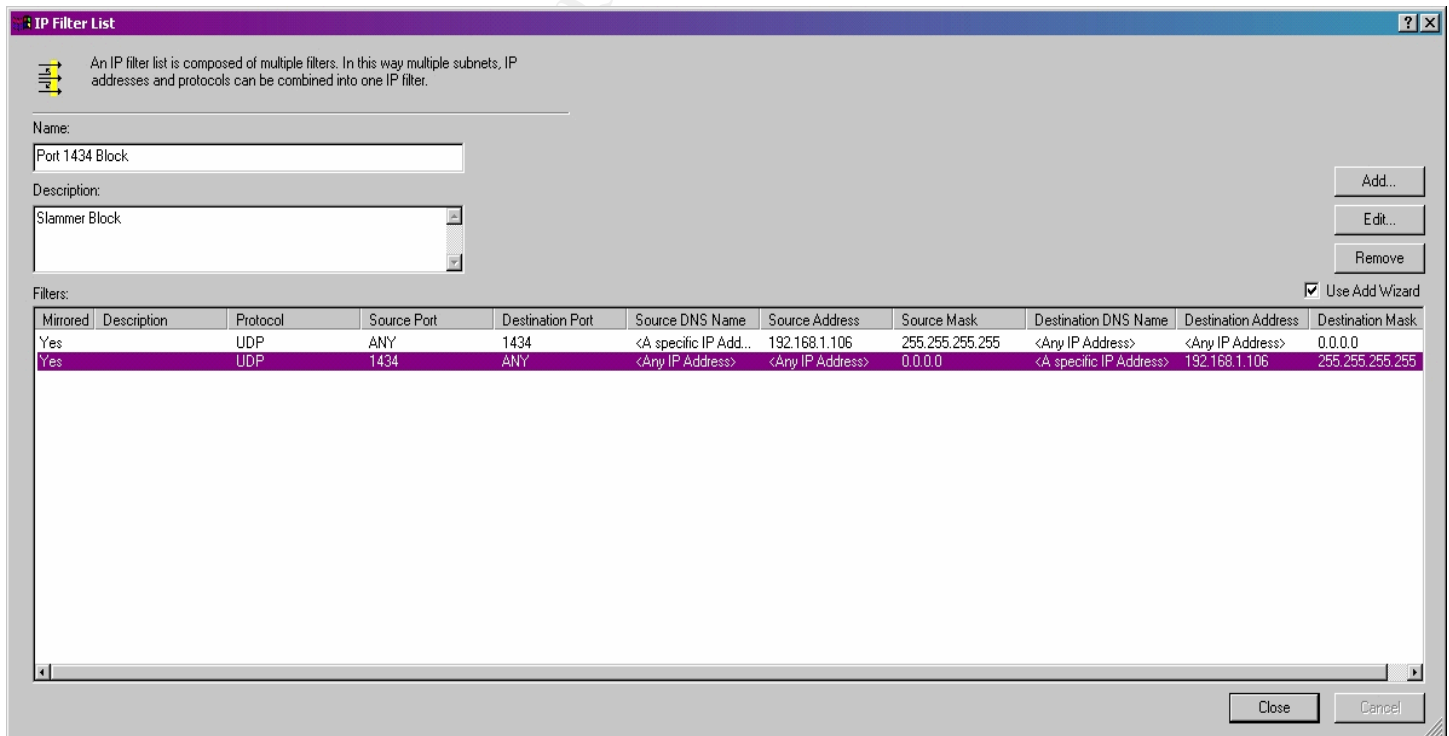 IP Filter List
An IP filter list is composed of multiple filters. In this way multiple subnets, IP
addresses and protocols can be combined into one IP filter.
Name:
Port 1434 Block
Description:
Slammer Block
Add...
Edit...
Remove
Use Add Wizard
Filters:
Mirrored Description Protocol Source Port Destination Port Source DNS Name Source Address Source Mask Destination DNS Name Destination Address Destination Mask
Yes UDP ANY 1434 <A specific IP Add... 192.168.1.106 255.255.255.255 <Any IP Address> <Any IP Address> 0.0.0.0
Yes UDP 1434 ANY <Any IP Address> <Any IP Address> 0.0.0.0 <A specific IP Address> 192.168.1.106 255.255.255.255
Close
Cancel